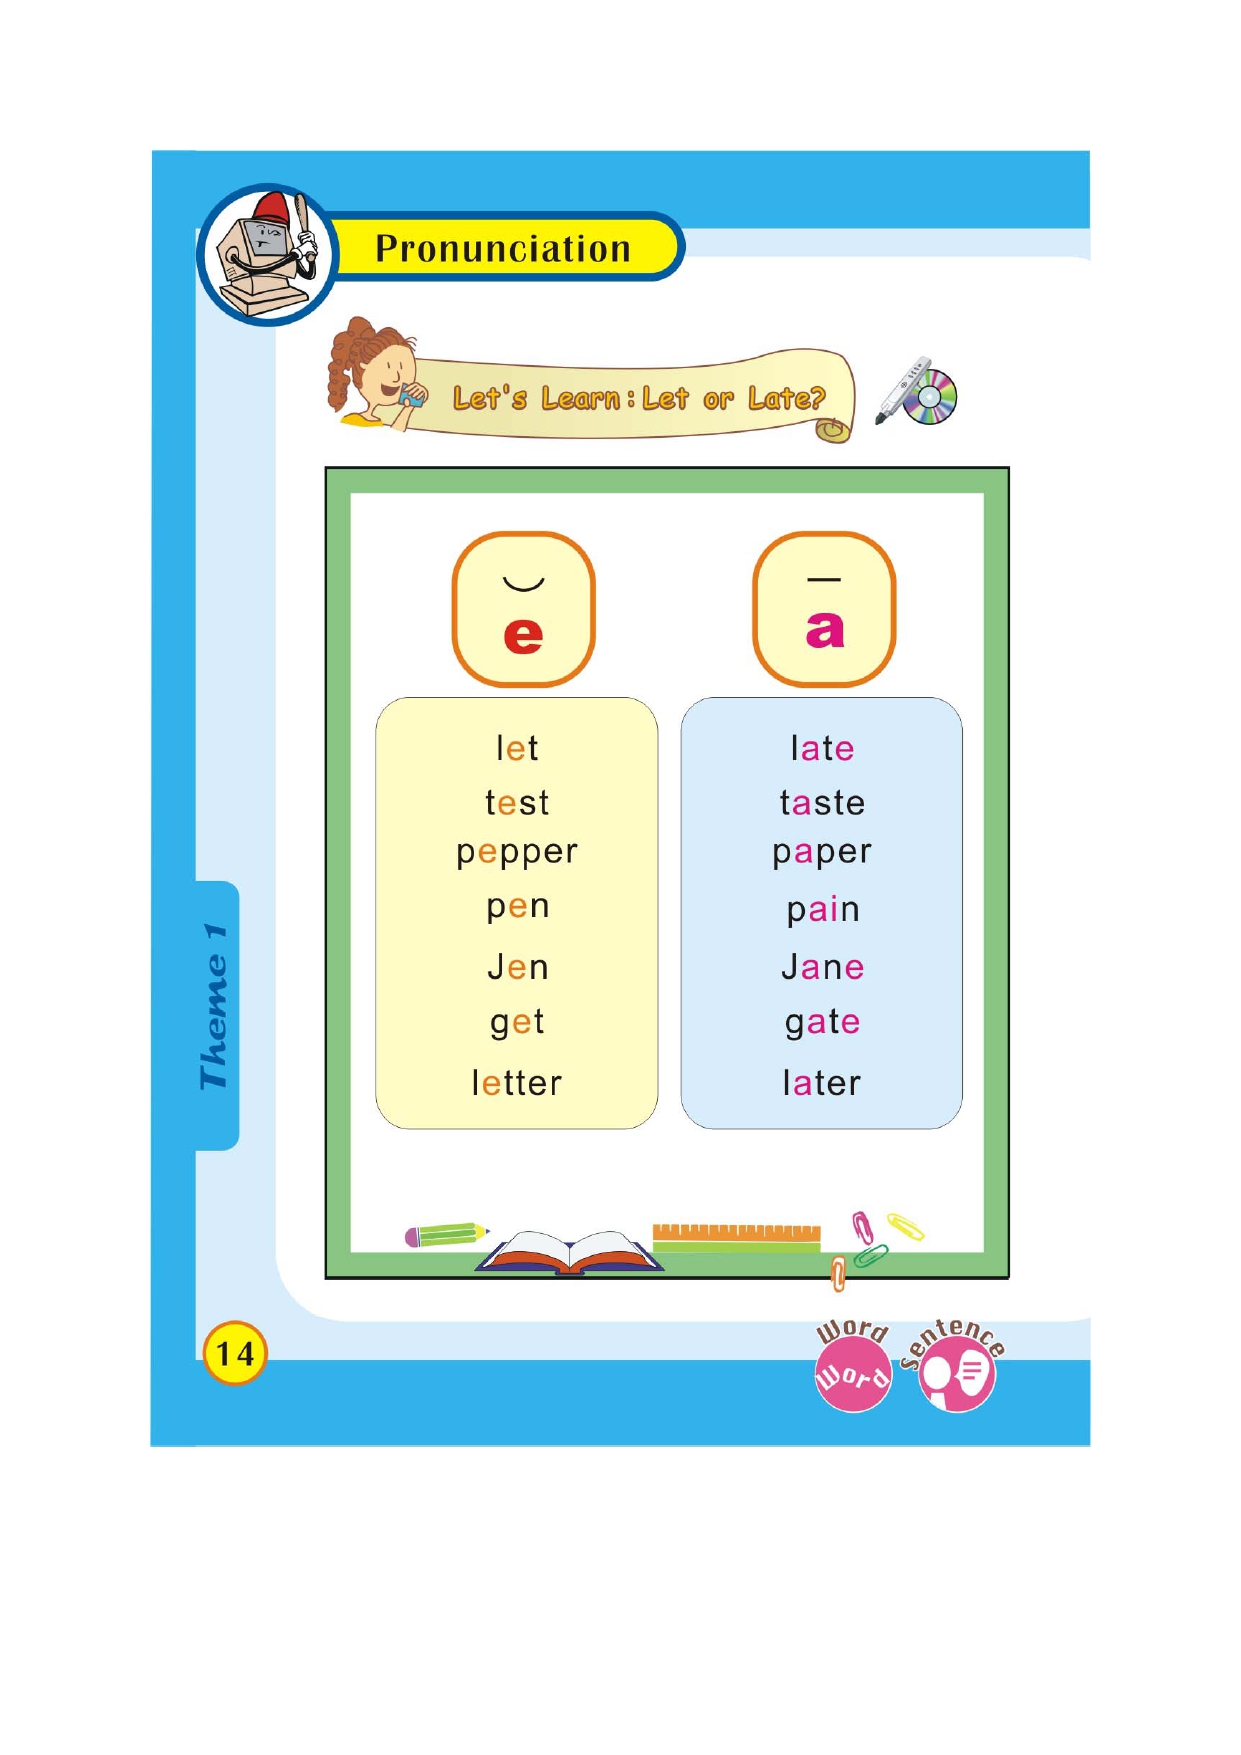 Pronunciation
Let's Learn : Let or Late?
˘
e
¯
a
let
late
test
taste
pepper
paper
pen
pain
Jen
Jane
get
gate
letter
later
Theme 1
14
Word
Word
Sentence